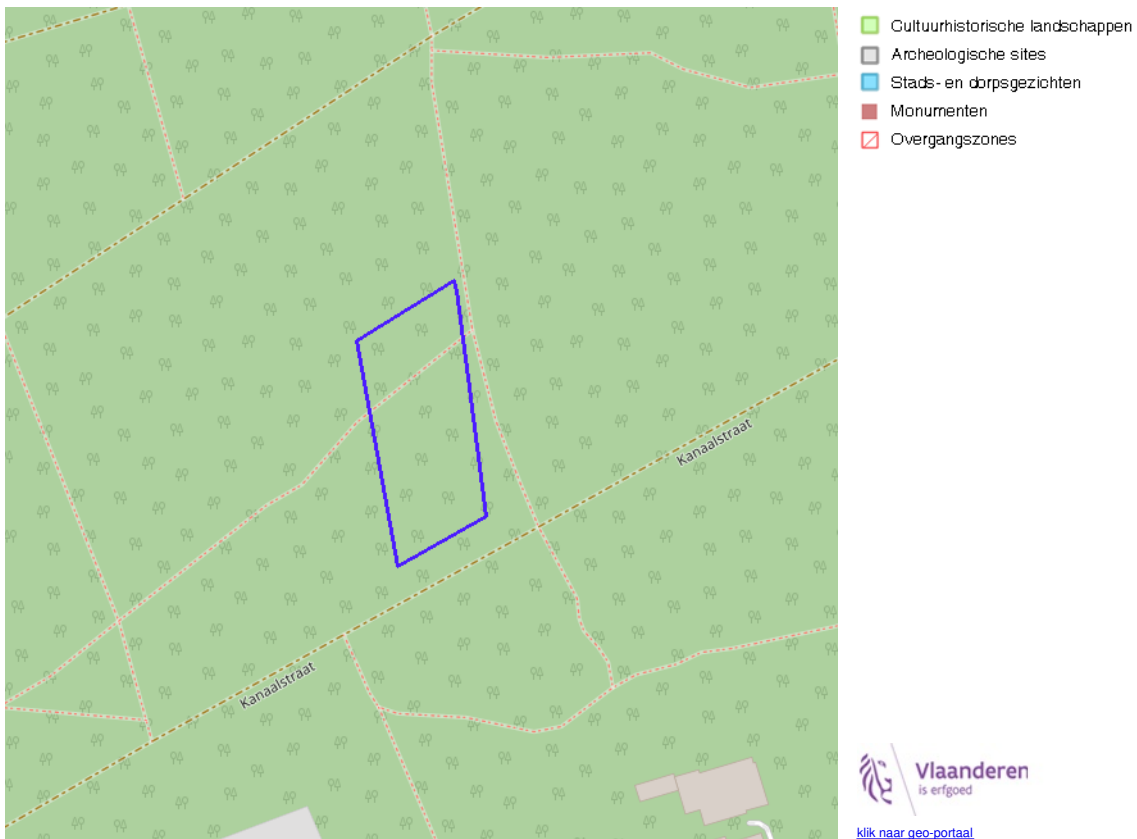 Cultuurhistorische landschappen
Archeologische sites
Stads- en dorpsgezichten
Monumenten
Overgangszones
Kanaalstraat
Kanaalstraat
Vlaanderen
is erfgoed
klik naar geo-portaal